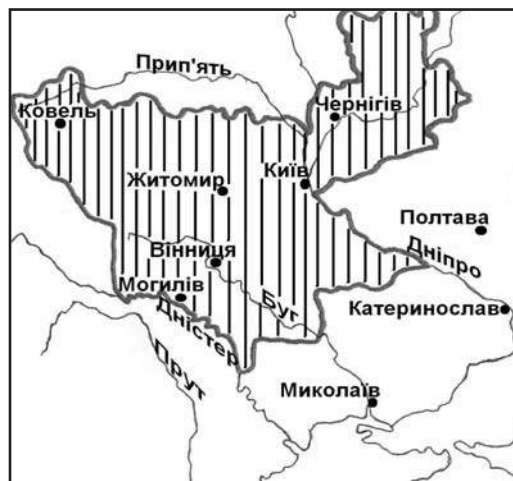 Прип'ять
Чернігів
Ковель
Київ
Житомир
Полтава
Вінниця
Дніпро
Могилів
Буг
Катеринослав
Дністер
Прут
Миколаїв